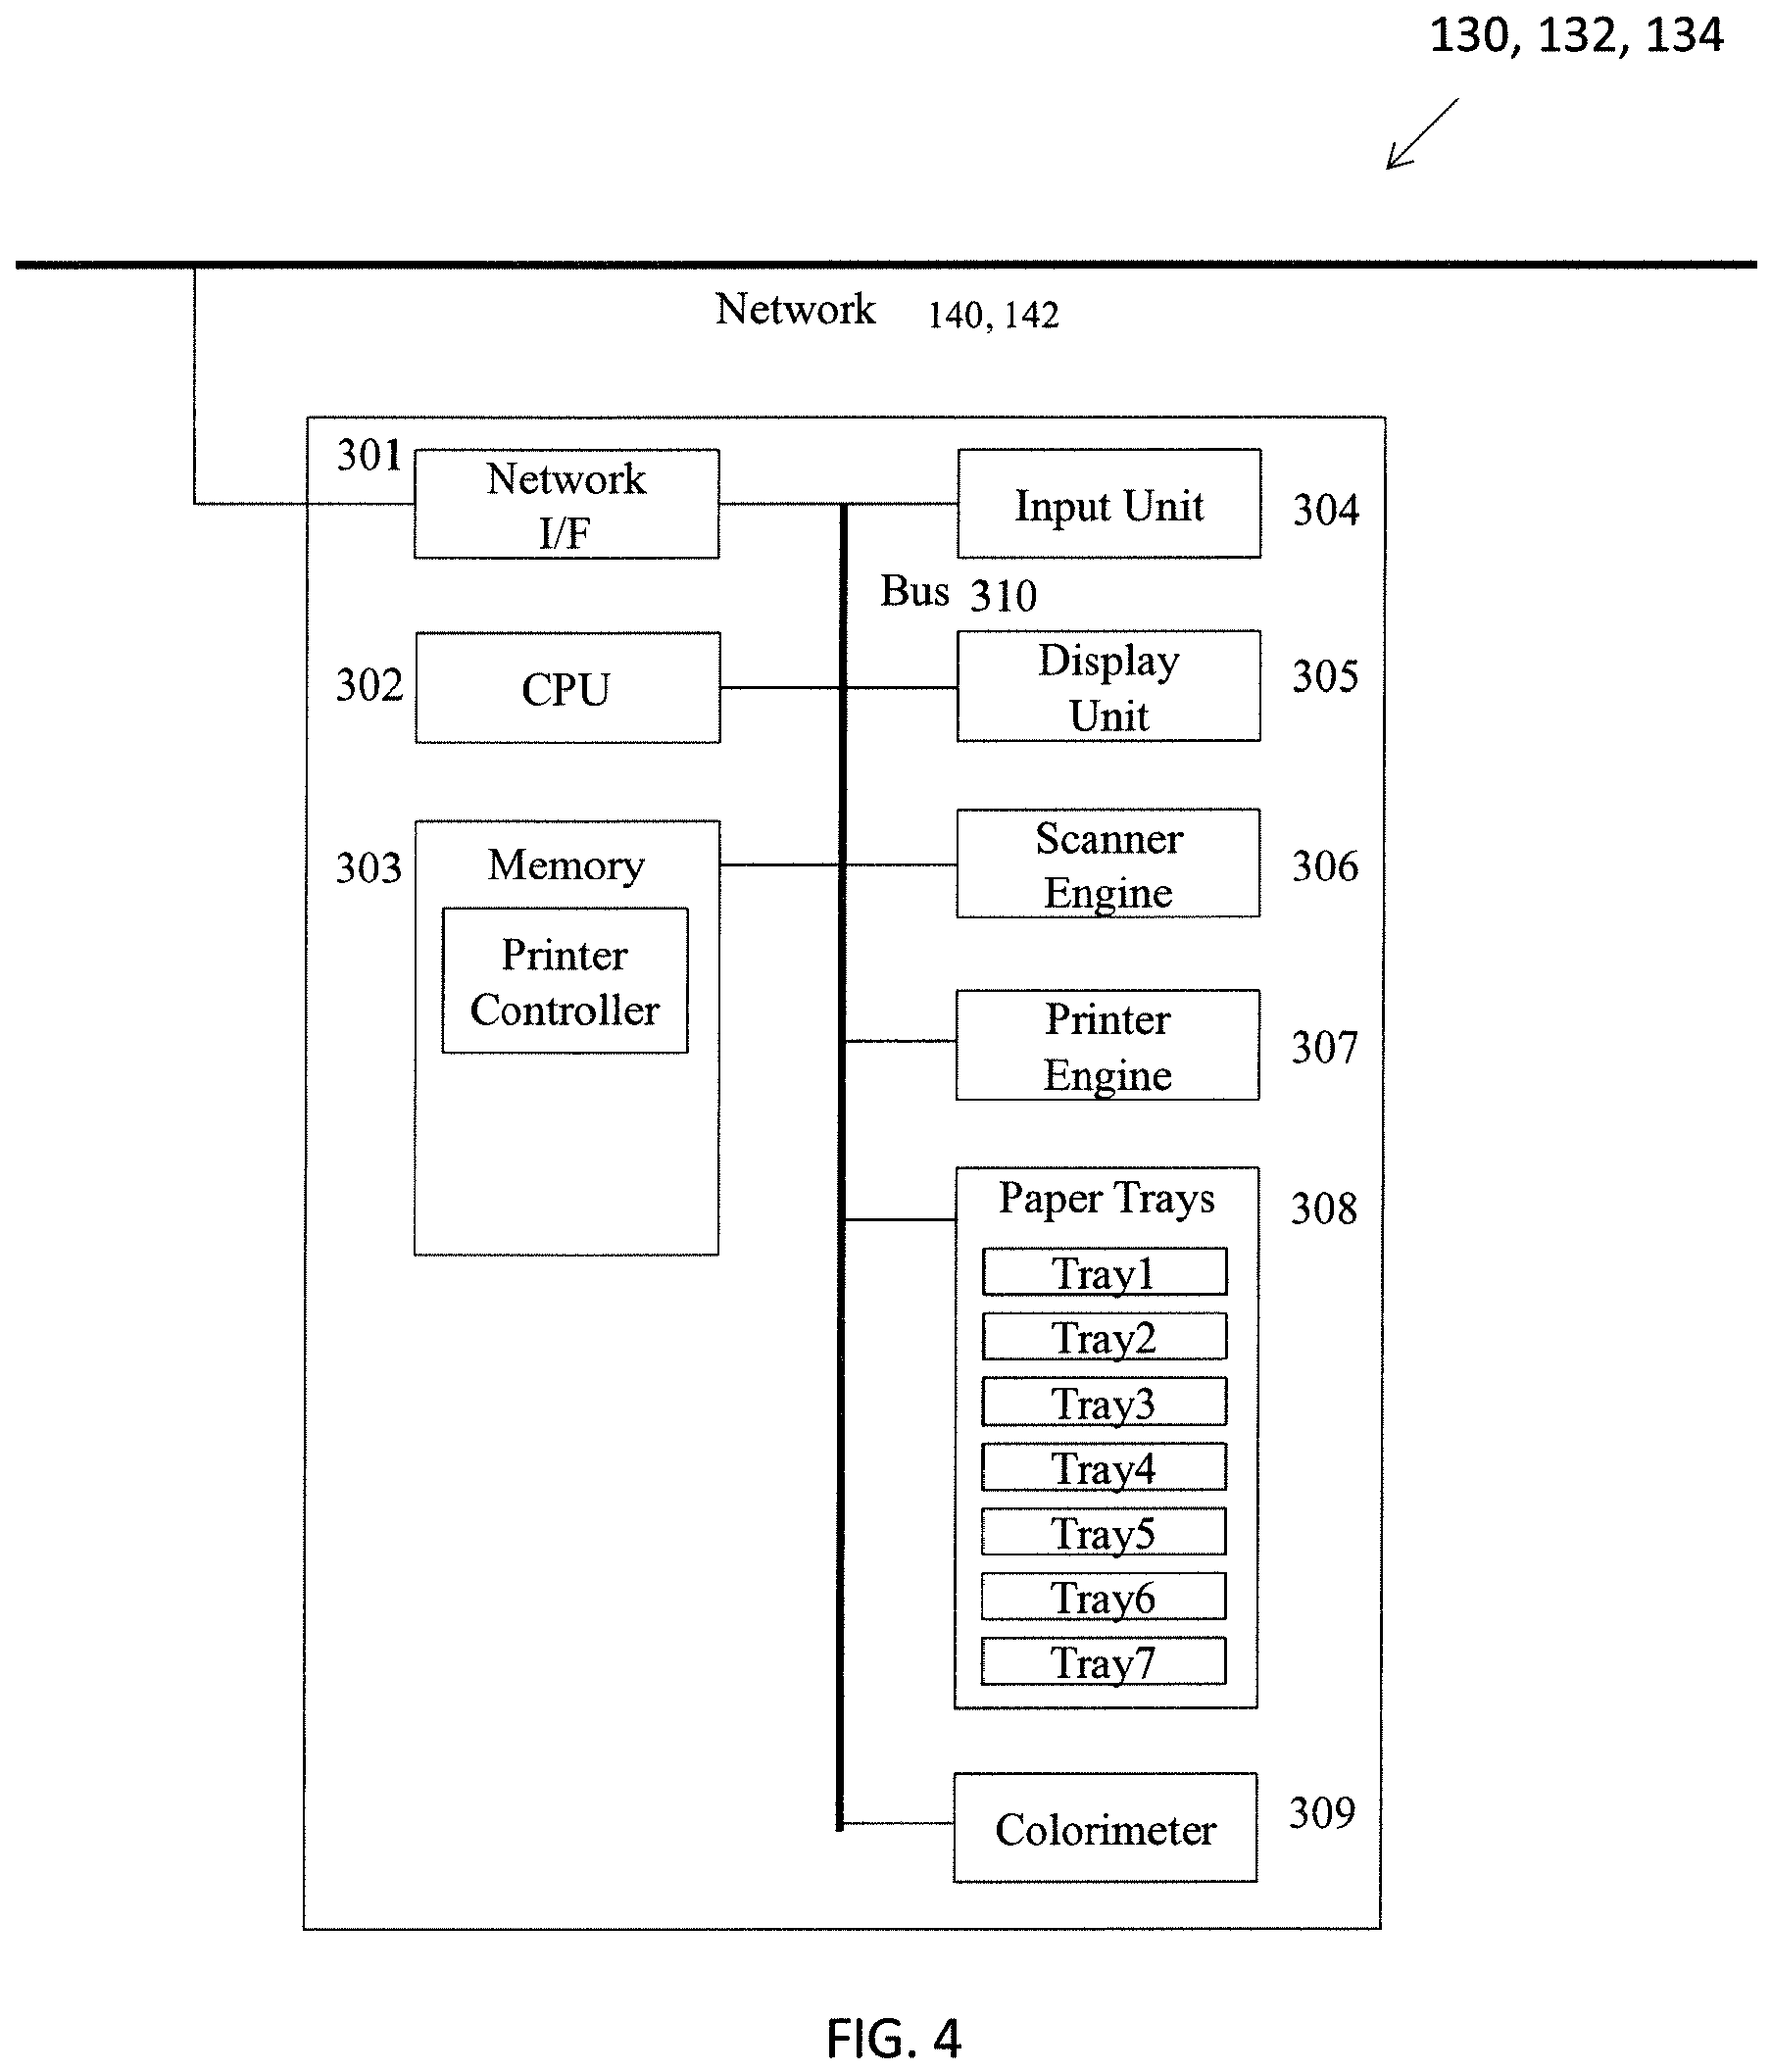 130, 132, 134
Network 140, 142
301
Network
I/F
Input Unit
304
Bus 310
302
CPU
Display
Unit
305
303
Memory
Printer
Controller
Scanner
Engine
306
Printer
Engine
307
Paper Trays
308
Tray1
Tray2
Tray3
Tray4
Tray5
Tray6
Tray7
Colorimeter
309
FIG. 4